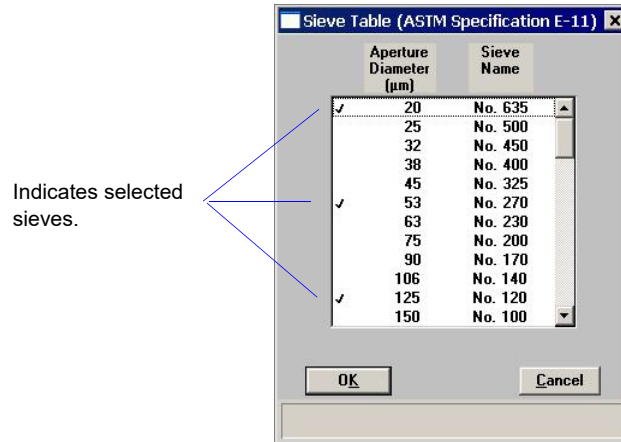 Sieve Table (ASTM Specification E-11)
Aperture Diameter (µm)
Sieve Name
✓ 20 No. 635
25 No. 500
32 No. 450
38 No. 400
45 No. 325
✓ 53 No. 270
63 No. 230
75 No. 200
90 No. 170
106 No. 140
✓ 125 No. 120
150 No. 100
Indicates selected
sieves.
OK
Cancel